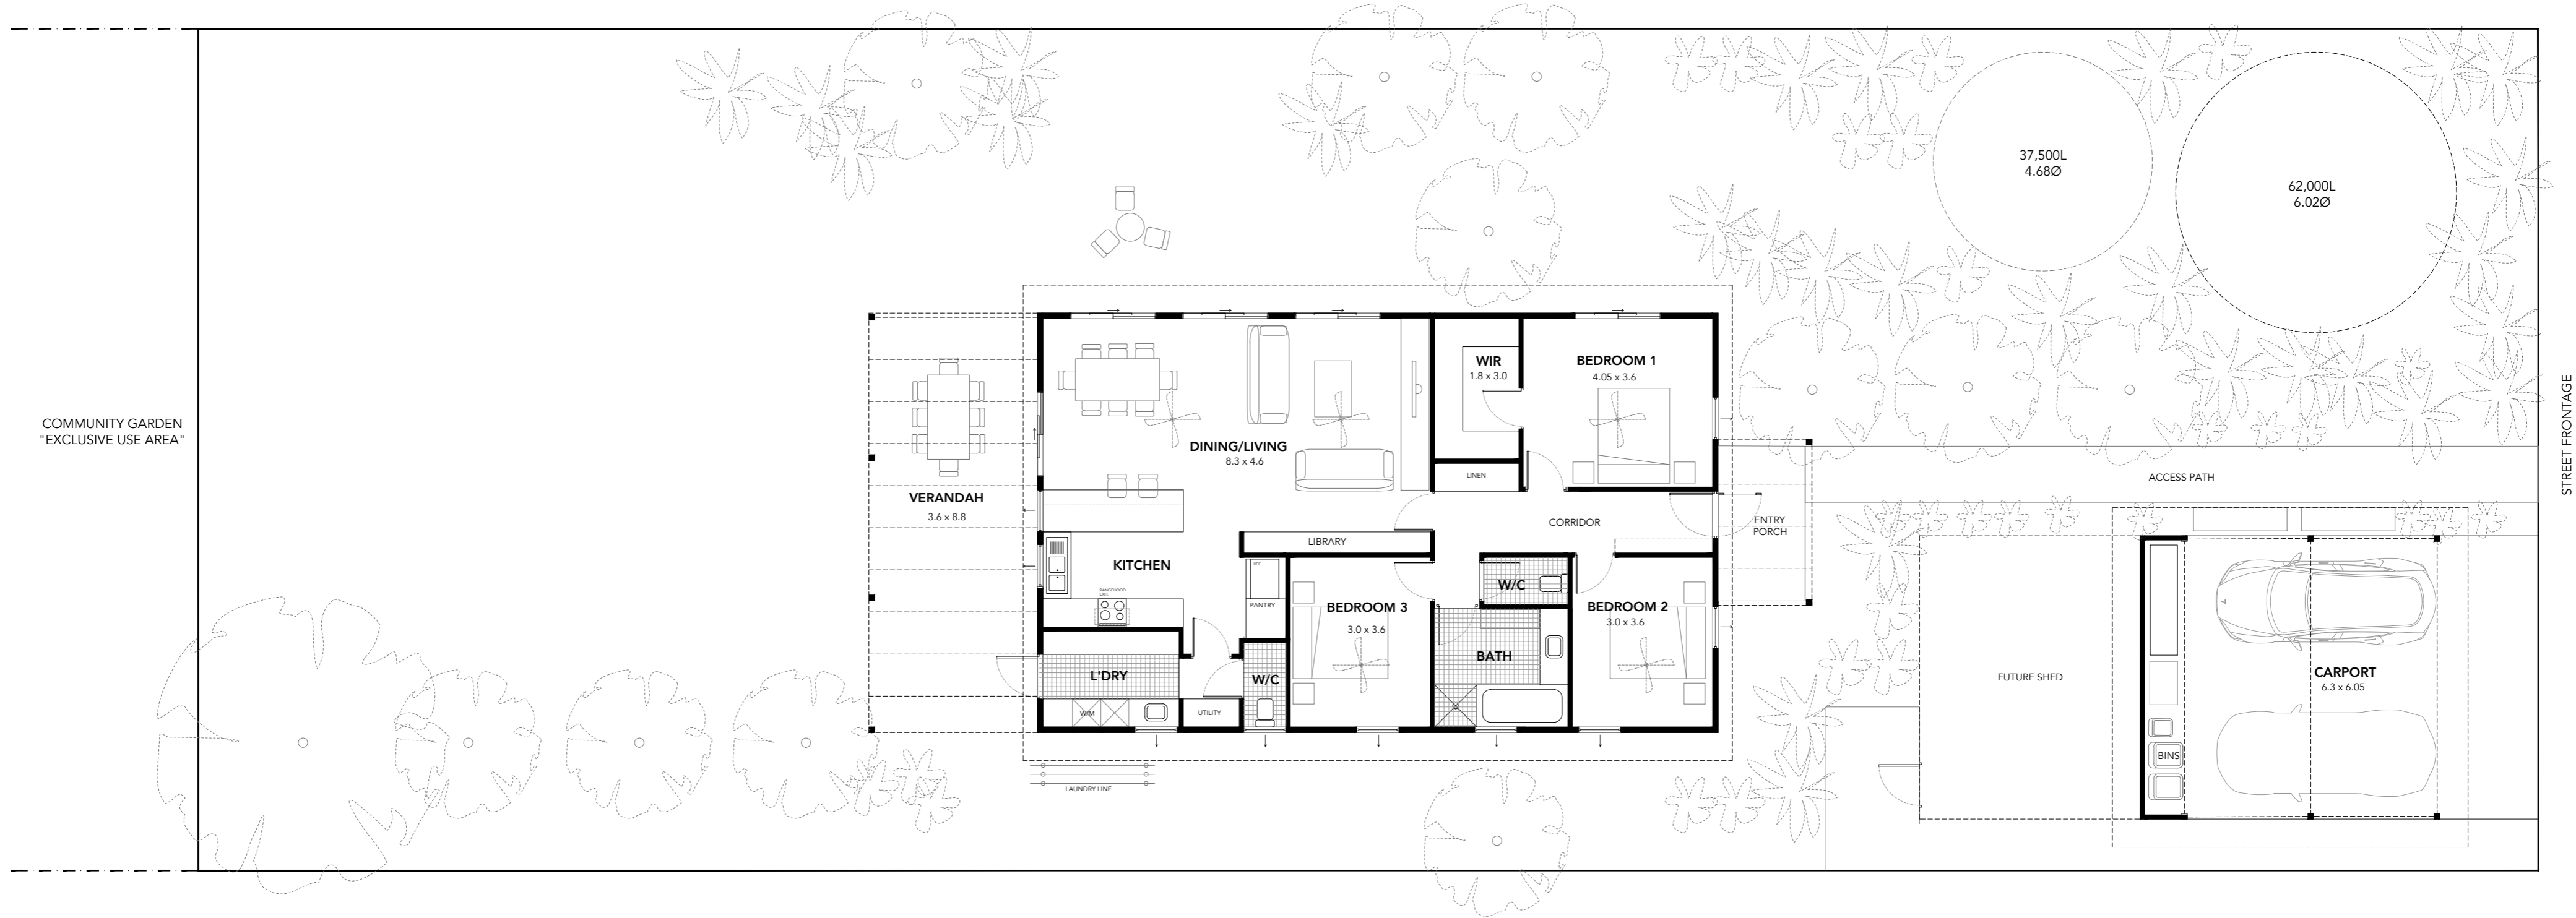 37,500L
4.68Ø
62,000L
6.02Ø
COMMUNITY GARDEN
"EXCLUSIVE USE AREA"
STREET FRONTAGE
WIR
1.8 x 3.0
BEDROOM 1
4.05 x 3.6
DINING/LIVING
8.3 x 4.6
LINEN
ACCESS PATH
VERANDAH
3.6 x 8.8
CORRIDOR
ENTRY
PORCH
LIBRARY
KITCHEN
REF.
W/C
RANGEHOOD
PANTRY
BEDROOM 3
3.0 x 3.6
BEDROOM 2
3.0 x 3.6
BATH
L'DRY
W/C
WM
UTILITY
FUTURE SHED
CARPORT
6.3 x 6.05
BINS
LAUNDRY LINE